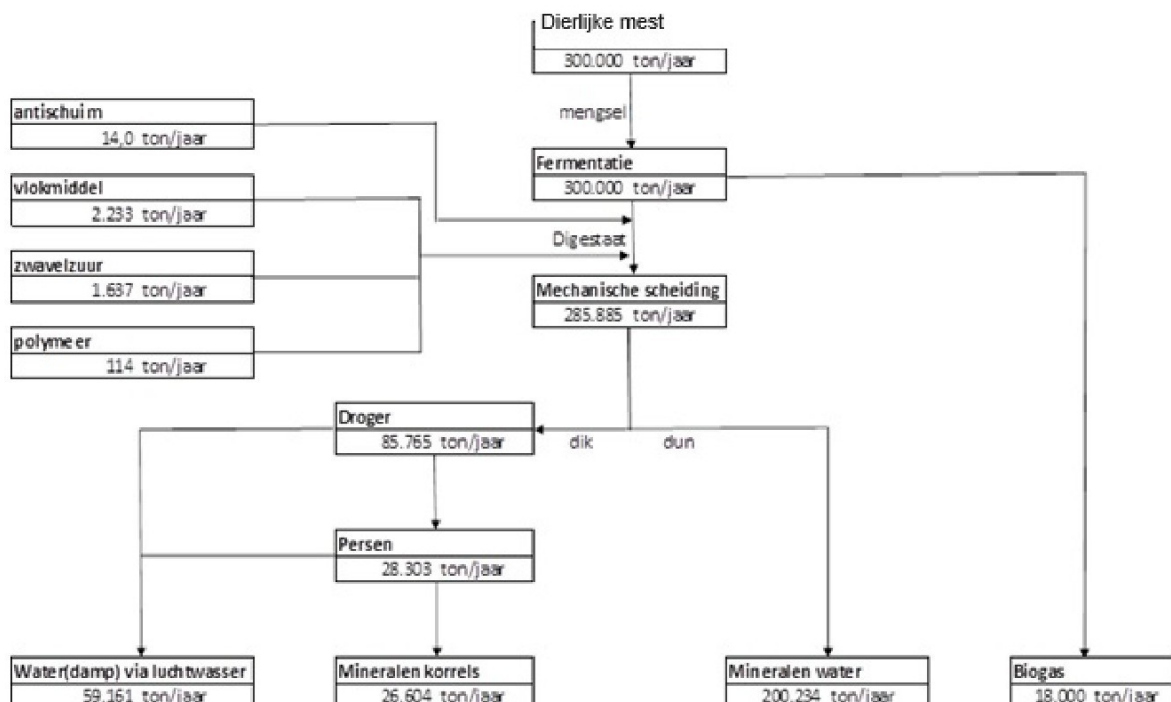 Dierlijke mest
300.000 ton/jaar
mengsel
antischuim
14,0 ton/jaar
Fermentatie
300.000 ton/jaar
vlokmiddel
2.233 ton/jaar
Digestaat
zwavelzuur
1.637 ton/jaar
Mechanische scheiding
285.885 ton/jaar
polymeer
114 ton/jaar
Droger
85.765 ton/jaar
dik
dun
Persen
28.303 ton/jaar
Water(damp) via luchtwasser
59.161 ton/jaar
Mineralen korrels
26.604 ton/jaar
Mineralen water
200.234 ton/jaar
Biogas
18.000 ton/jaar